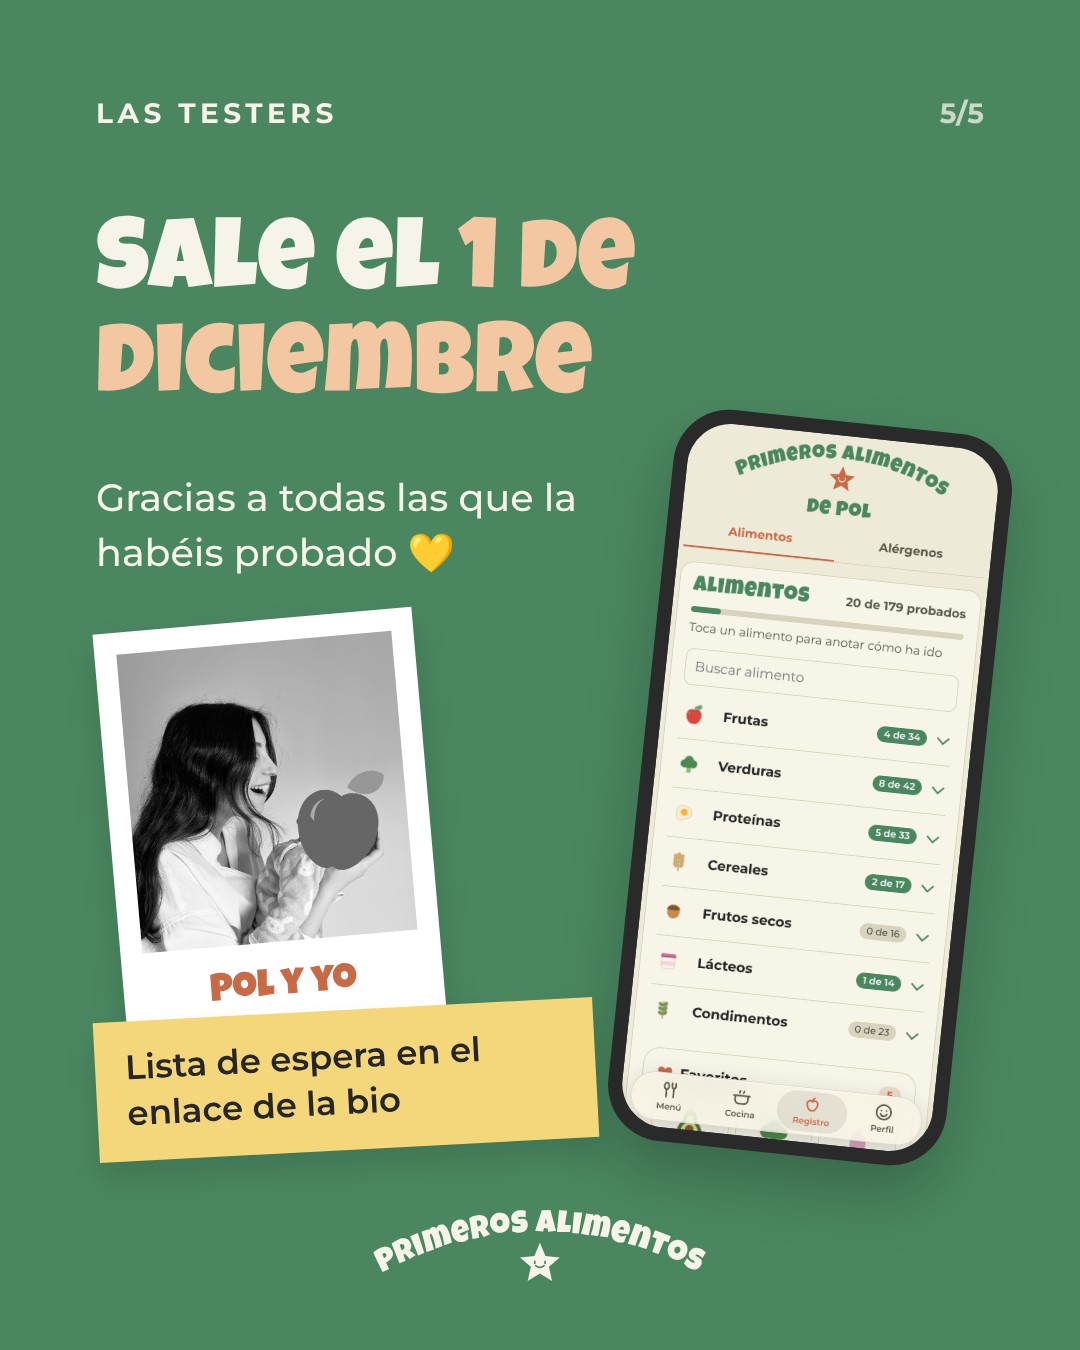 LAS TESTERS
5/5
SALE EL 1 DE
DICIEMBRE
Gracias a todas las que la
habéis probado 💛
POL Y YO
Lista de espera en el
enlace de la bio
PRIMEROS ALIMENTOS
DE POL
Alimentos
Alérgenos
ALIMENTOS
20 de 179 probados
Toca un alimento para anotar cómo ha ido
Buscar alimento
Frutas
4 de 34
Verduras
8 de 42
Proteínas
5 de 33
Cereales
2 de 17
Frutos secos
0 de 16
Lácteos
1 de 14
Condimentos
0 de 23
Favoritos
5
Menú
Cocina
Registro
Perfil
PRIMEROS ALIMENTOS